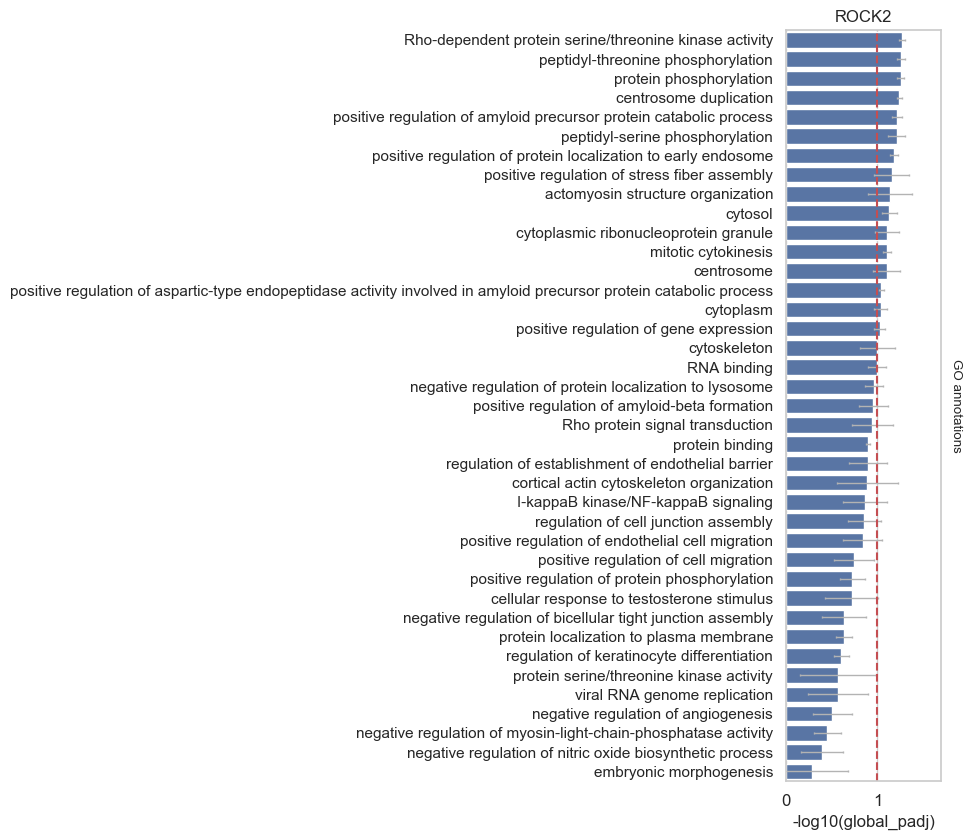 ROCK2
Rho-dependent protein serine/threonine kinase activity
peptidyl-threonine phosphorylation
protein phosphorylation
centrosome duplication
positive regulation of amyloid precursor protein catabolic process
peptidyl-serine phosphorylation
positive regulation of protein localization to early endosome
positive regulation of stress fiber assembly
actomyosin structure organization
cytosol
cytoplasmic ribonucleoprotein granule
mitotic cytokinesis
centrosome
positive regulation of aspartic-type endopeptidase activity involved in amyloid precursor protein catabolic process
cytoplasm
positive regulation of gene expression
cytoskeleton
RNA binding
negative regulation of protein localization to lysosome
positive regulation of amyloid-beta formation
Rho protein signal transduction
protein binding
regulation of establishment of endothelial barrier
cortical actin cytoskeleton organization
I-kappaB kinase/NF-kappaB signaling
regulation of cell junction assembly
positive regulation of endothelial cell migration
positive regulation of cell migration
positive regulation of protein phosphorylation
cellular response to testosterone stimulus
negative regulation of bicellular tight junction assembly
protein localization to plasma membrane
regulation of keratinocyte differentiation
protein serine/threonine kinase activity
viral RNA genome replication
negative regulation of angiogenesis
negative regulation of myosin-light-chain-phosphatase activity
negative regulation of nitric oxide biosynthetic process
embryonic morphogenesis
GO annotations
0 1
-log10(global_padj)